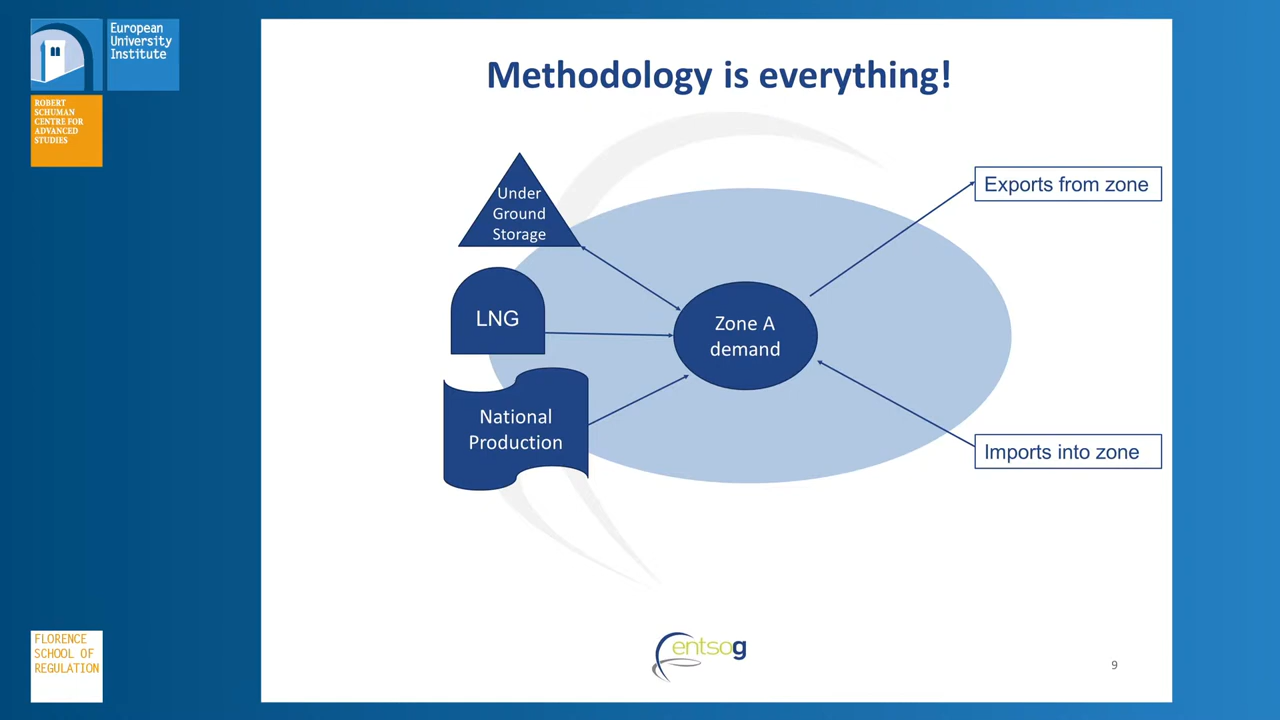 European
University
Institute
ROBERT
SCHUMAN
CENTRE FOR
ADVANCED
STUDIES
Methodology is everything!
Under
Ground
Storage
LNG
National
Production
Zone A
demand
Exports from zone
Imports into zone
FLORENCE
SCHOOL OF
REGULATION
entsog
9